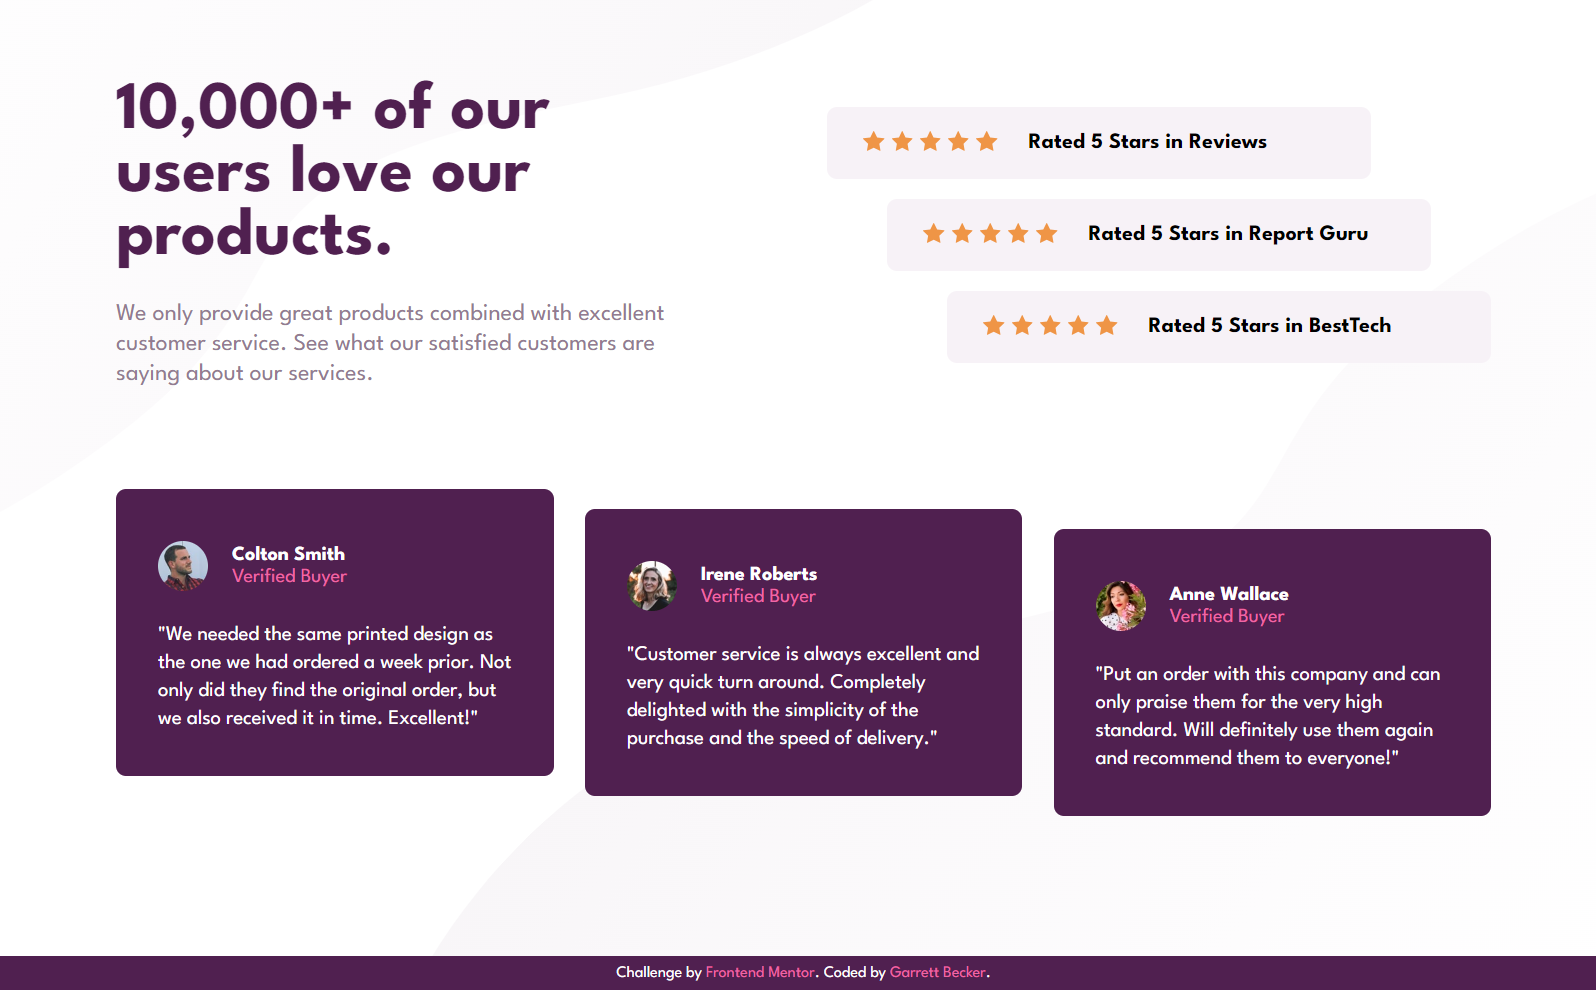 10,000+ of our
users love our
products.
We only provide great products combined with excellent
customer service. See what our satisfied customers are
saying about our services.
Rated 5 Stars in Reviews
Rated 5 Stars in Report Guru
Rated 5 Stars in BestTech
Colton Smith
Verified Buyer
"We needed the same printed design as
the one we had ordered a week prior. Not
only did they find the original order, but
we also received it in time. Excellent!"
Irene Roberts
Verified Buyer
"Customer service is always excellent and
very quick turn around. Completely
delighted with the simplicity of the
purchase and the speed of delivery."
Anne Wallace
Verified Buyer
"Put an order with this company and can
only praise them for the very high
standard. Will definitely use them again
and recommend them to everyone!"
Challenge by Frontend Mentor. Coded by Garrett Becker.